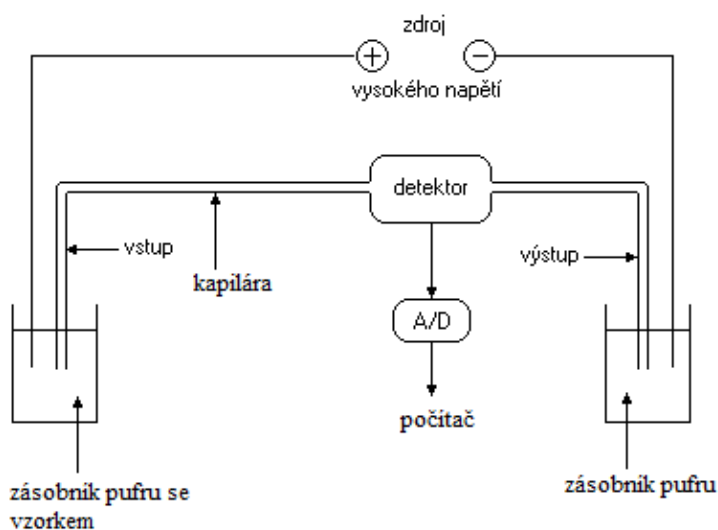 zdroj
+ −
vysokého napětí
detektor
vstup
výstup
kapilára
A/D
počítač
zásobník pufru se
vzorkem
zásobník pufru